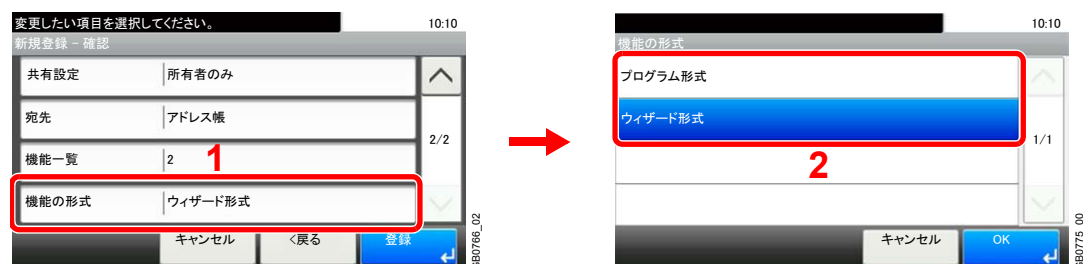 変更したい項目を選択してください。 10:10
新規登録 - 確認
共有設定 所有者のみ
宛先 アドレス帳
2/2
機能一覧 2
1
機能の形式 ウィザード形式
キャンセル <戻る 登録
10:10
機能の形式
プログラム形式
ウィザード形式
1/1
2
キャンセル OK
B0775_00